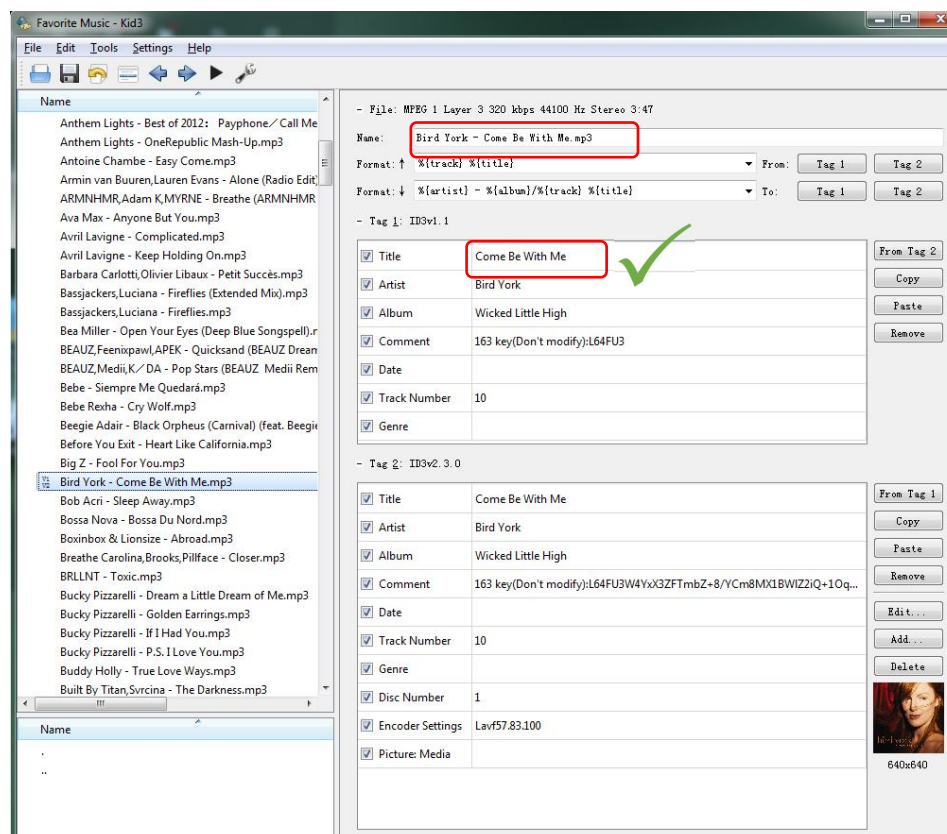 Favorite Music - Kid3
File Edit Tools Settings Help
Name
Anthem Lights - Best of 2012： Payphone／Call Me
Anthem Lights - OneRepublic Mash-Up.mp3
Antoine Chambe - Easy Come.mp3
Armin van Buuren,Lauren Evans - Alone (Radio Edit)
ARMNHMR,Adam K,MYRNE - Breathe (ARMNHMR
Ava Max - Anyone But You.mp3
Avril Lavigne - Complicated.mp3
Avril Lavigne - Keep Holding On.mp3
Barbara Carlotti,Olivier Libaux - Petit Succès.mp3
Bassjackers,Luciana - Fireflies (Extended Mix).mp3
Bassjackers,Luciana - Fireflies.mp3
Bea Miller - Open Your Eyes (Deep Blue Songspell).r
BEAUZ,Feenixpawl,APEK - Quicksand (BEAUZ Dream
BEAUZ,Medii,K／DA - Pop Stars (BEAUZ Medii Rem
Bebe - Siempre Me Quedará.mp3
Bebe Rexha - Cry Wolf.mp3
Beegie Adair - Black Orpheus (Carnival) (feat. Beegie
Before You Exit - Heart Like California.mp3
Big Z - Fool For You.mp3
V1 V2 Bird York - Come Be With Me.mp3
Bob Acri - Sleep Away.mp3
Bossa Nova - Bossa Du Nord.mp3
Boxinbox & Lionsize - Abroad.mp3
Breathe Carolina,Brooks,Pillface - Closer.mp3
BRLLNT - Toxic.mp3
Bucky Pizzarelli - Dream a Little Dream of Me.mp3
Bucky Pizzarelli - Golden Earrings.mp3
Bucky Pizzarelli - If I Had You.mp3
Bucky Pizzarelli - P.S. I Love You.mp3
Buddy Holly - True Love Ways.mp3
Built By Titan,Svrcina - The Darkness.mp3
Name
.
..
- File: MPEG 1 Layer 3 320 kbps 44100 Hz Stereo 3:47
Name: Bird York - Come Be With Me.mp3
Format: ↑ %{track} %{title} From: Tag 1 Tag 2
Format: ↓ %{artist} - %{album}/%{track} %{title} To: Tag 1 Tag 2
- Tag 1: ID3v1.1
Title Come Be With Me From Tag 2
Artist Bird York Copy
Album Wicked Little High Paste
Comment 163 key(Don't modify):L64FU3 Remove
Date
Track Number 10
Genre
- Tag 2: ID3v2.3.0
Title Come Be With Me From Tag 1
Artist Bird York Copy
Album Wicked Little High Paste
Comment 163 key(Don't modify):L64FU3W4YxX3ZFTmbZ+8/YCm8MX1BWIZ2iQ+1Oq... Remove
Date Edit...
Track Number 10 Add...
Genre Delete
Disc Number 1
Encoder Settings Lavf57.83.100
Picture: Media
640x640